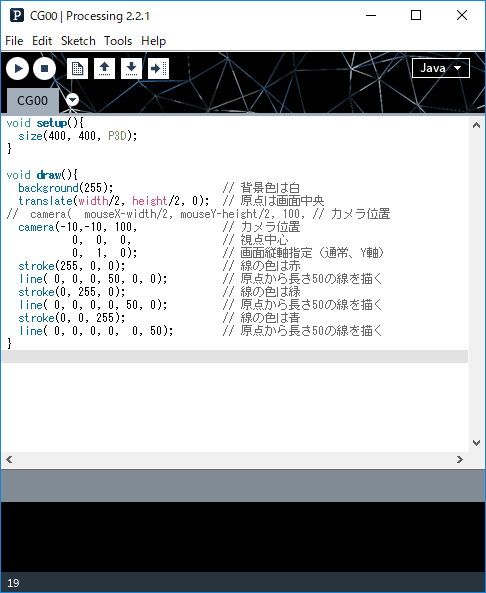 CG00 | Processing 2.2.1
File Edit Sketch Tools Help
Java
CG00
void setup(){
  size(400, 400, P3D);
}
void draw(){
  background(255);                  // 背景色は白
  translate(width/2, height/2, 0);  // 原点は画面中央
//  camera(  mouseX-width/2, mouseY-height/2, 100, // カメラ位置
  camera(-10,-10, 100,              // カメラ位置
           0,  0,  0,               // 視点中心
           0,  1,  0);              // 画面縦軸指定（通常、Y軸）
  stroke(255, 0, 0);                // 線の色は赤
  line( 0, 0, 0, 50, 0, 0);         // 原点から長さ50の線を描く
  stroke(0, 255, 0);                // 線の色は緑
  line( 0, 0, 0, 0, 50, 0);         // 原点から長さ50の線を描く
  stroke(0, 0, 255);                // 線の色は青
  line( 0, 0, 0, 0,  0, 50);        // 原点から長さ50の線を描く
}
19